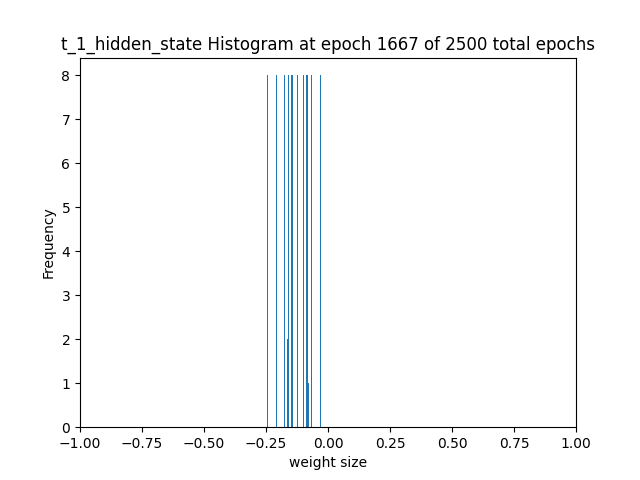 t_1_hidden_state Histogram at epoch 1667 of 2500 total epochs
8
7
6
5
4
3
2
1
0
Frequency
−1.00 −0.75 −0.50 −0.25 0.00 0.25 0.50 0.75 1.00
weight size